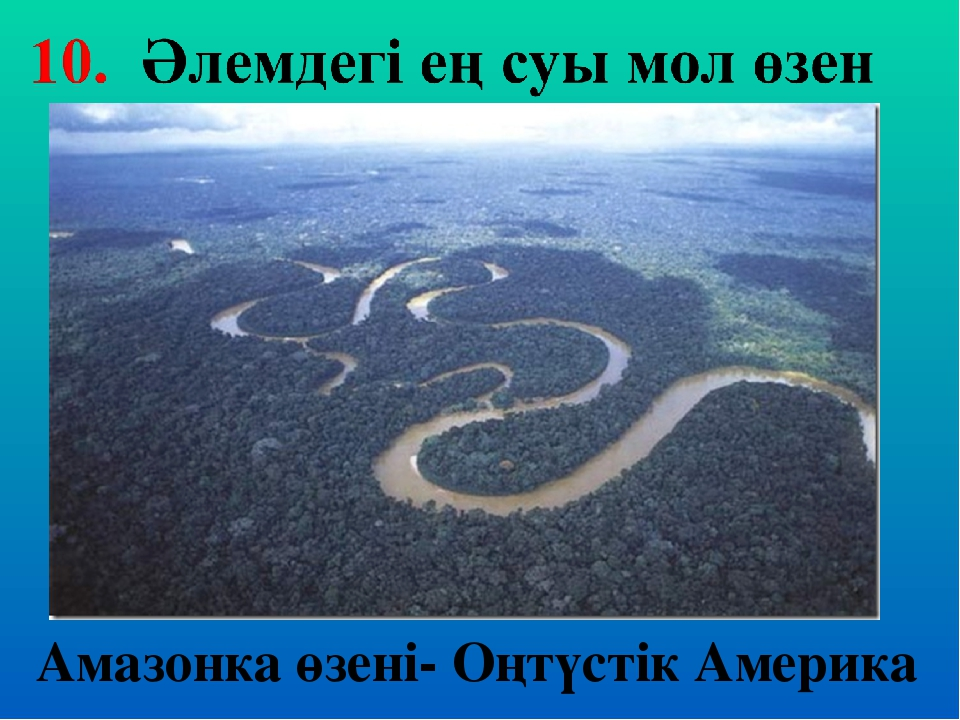 10. Әлемдегі ең суы мол өзен
Амазонка өзені- Оңтүстік Америка